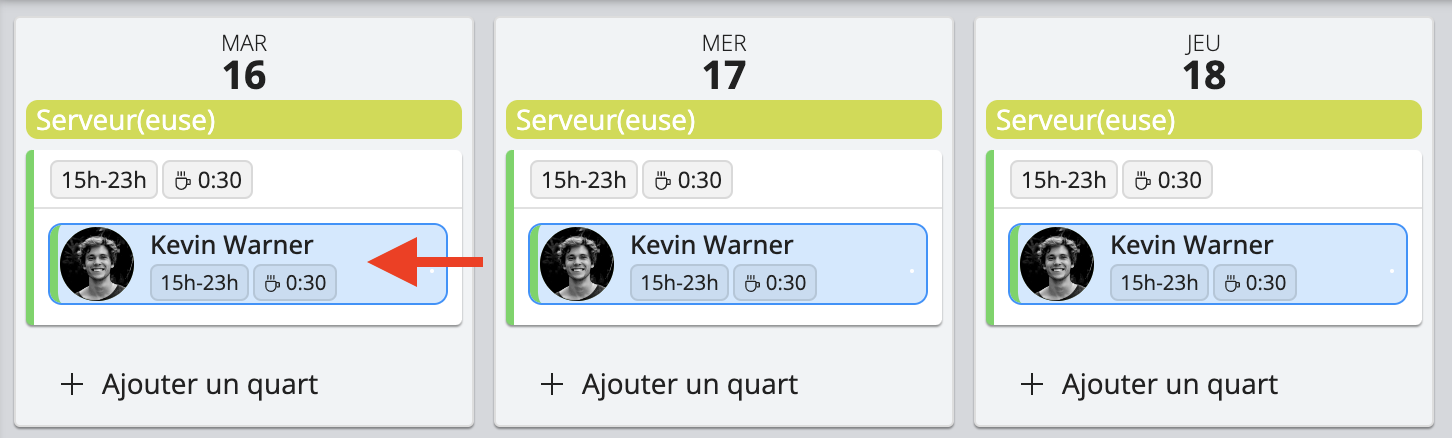 MAR
16
Serveur(euse)
15h-23h 0:30
Kevin Warner
15h-23h 0:30
Ajouter un quart
MER
17
Serveur(euse)
15h-23h 0:30
Kevin Warner
15h-23h 0:30
Ajouter un quart
JEU
18
Serveur(euse)
15h-23h 0:30
Kevin Warner
15h-23h 0:30
Ajouter un quart